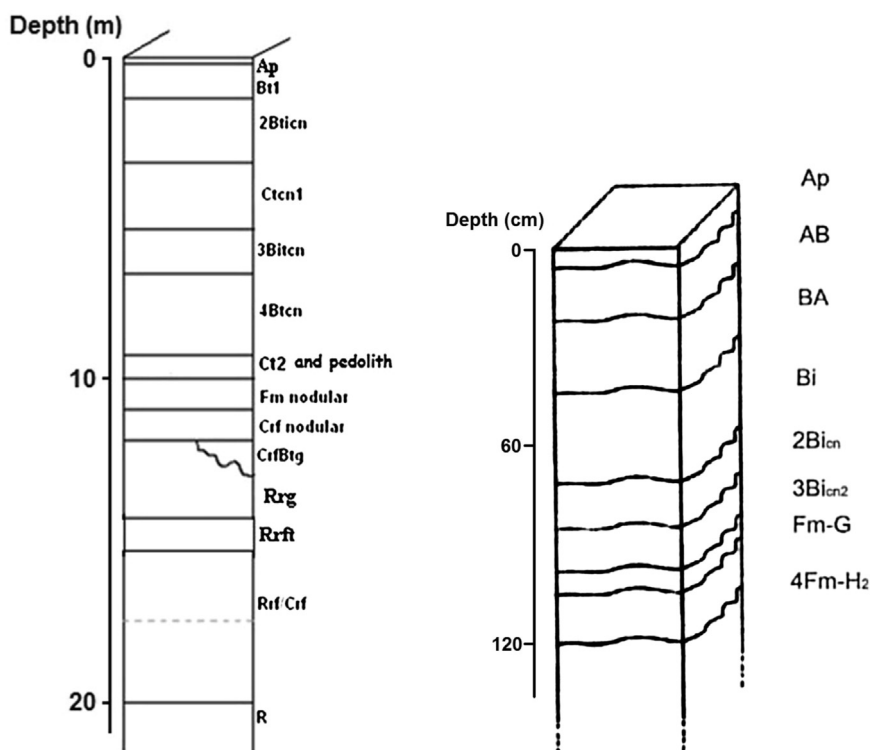 Depth (m)
0
Ap
Bt1
2Bticn
Ctcn1
3Bitcn
4Btcn
Ct2 and pedolith
10
Fm nodular
Crf nodular
CrfBtg
Rrg
Rrft
Rrf/Crf
20
R
Depth (cm)
0
60
120
Ap
AB
BA
Bi
2Bicn
3Bicn2
Fm-G
4Fm-H2